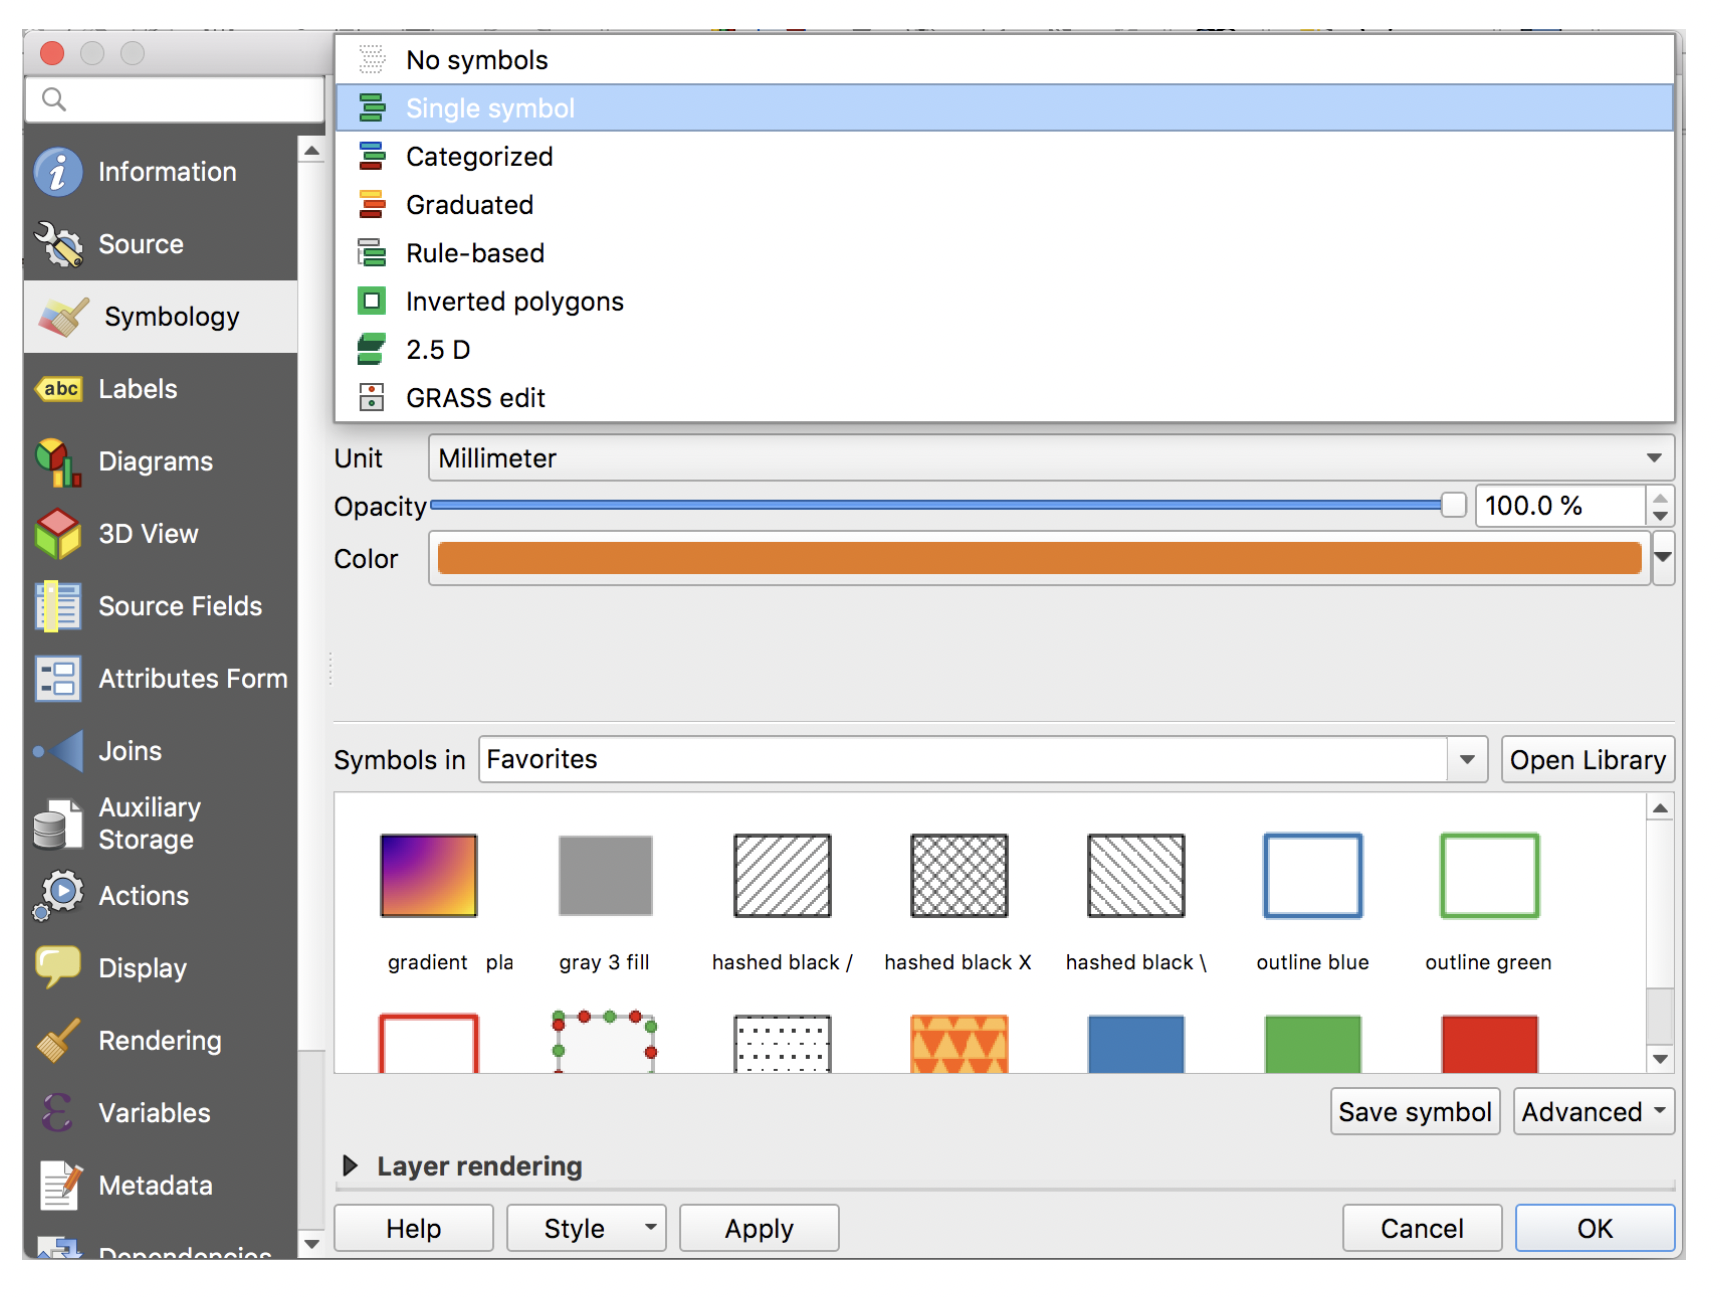 No symbols
Single symbol
Categorized
Graduated
Rule-based
Inverted polygons
2.5 D
GRASS edit
Information
Source
Symbology
abc Labels
Diagrams
3D View
Source Fields
Attributes Form
Joins
Auxiliary
Storage
Actions
Display
Rendering
Variables
Metadata
Dependencies
Unit Millimeter
Opacity 100.0 %
Color
Symbols in Favorites Open Library
gradient pla gray 3 fill hashed black / hashed black X hashed black \ outline blue outline green
Save symbol Advanced
Layer rendering
Help Style Apply Cancel OK